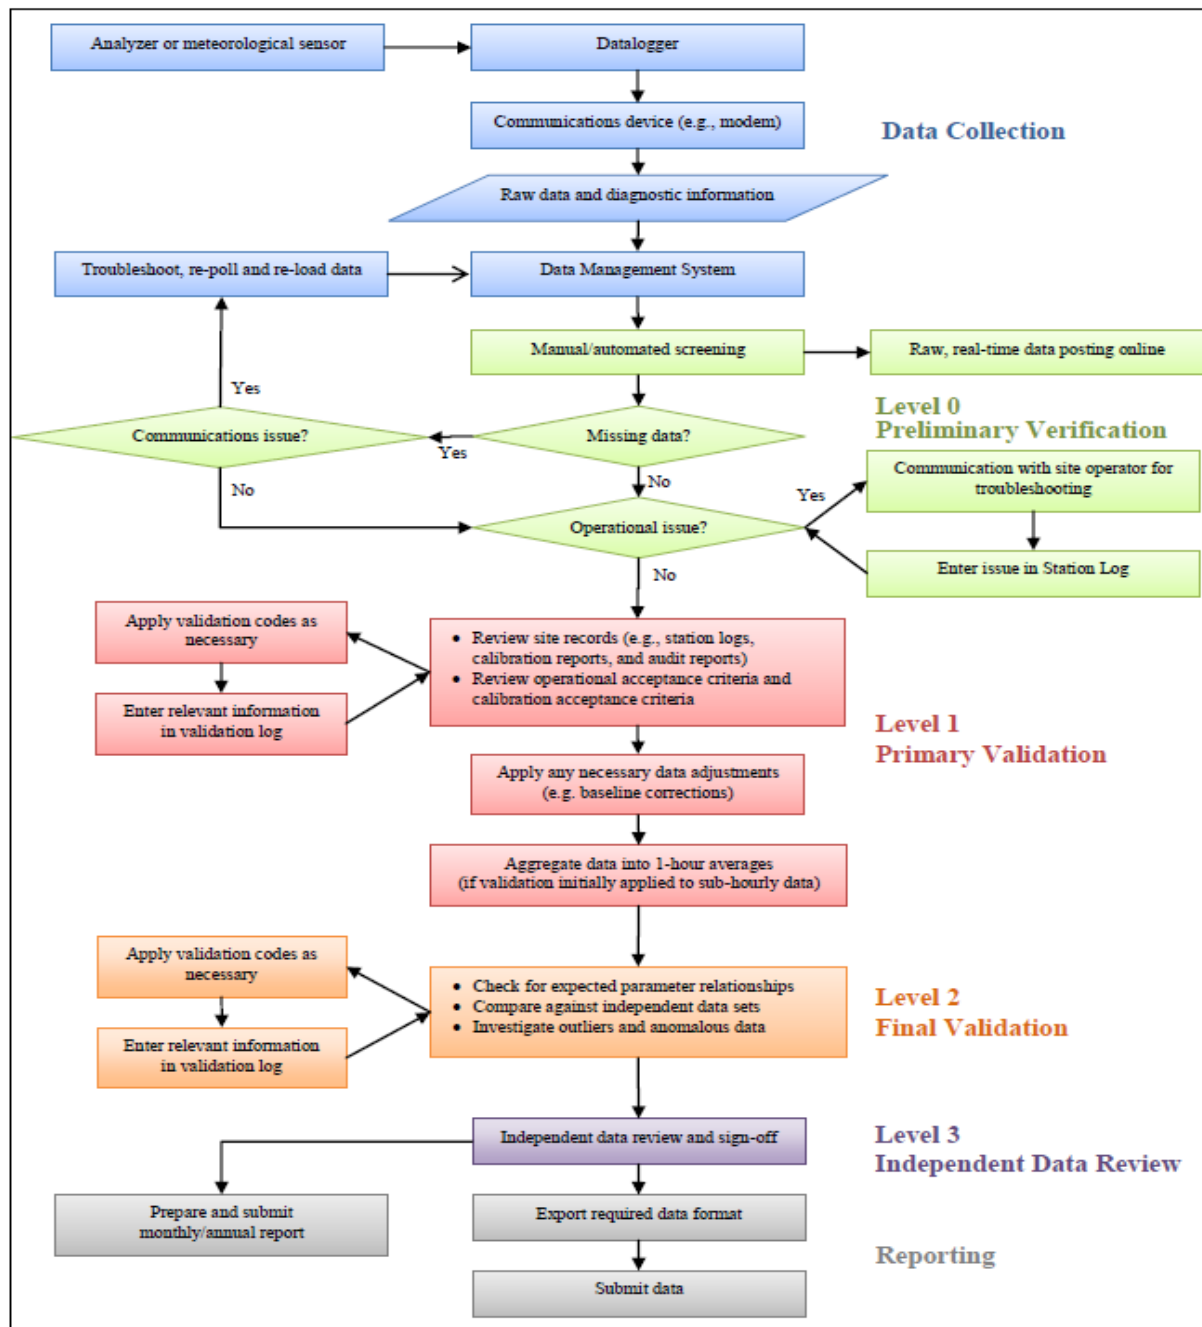 Analyzer or meteorological sensor
Datalogger
Communications device (e.g., modem)
Data Collection
Raw data and diagnostic information
Troubleshoot, re-poll and re-load data
Data Management System
Manual/automated screening
Raw, real-time data posting online
Yes
Level 0
Preliminary Verification
Communications issue?
Yes
Missing data?
No
No
Communication with site operator for
troubleshooting
Yes
Operational issue?
Enter issue in Station Log
No
Apply validation codes as
necessary
• Review site records (e.g., station logs,
calibration reports, and audit reports)
• Review operational acceptance criteria and
calibration acceptance criteria
Enter relevant information
in validation log
Level 1
Primary Validation
Apply any necessary data adjustments
(e.g. baseline corrections)
Aggregate data into 1-hour averages
(if validation initially applied to sub-hourly data)
Apply validation codes as
necessary
• Check for expected parameter relationships
• Compare against independent data sets
• Investigate outliers and anomalous data
Enter relevant information
in validation log
Level 2
Final Validation
Independent data review and sign-off
Level 3
Independent Data Review
Prepare and submit
monthly/annual report
Export required data format
Reporting
Submit data